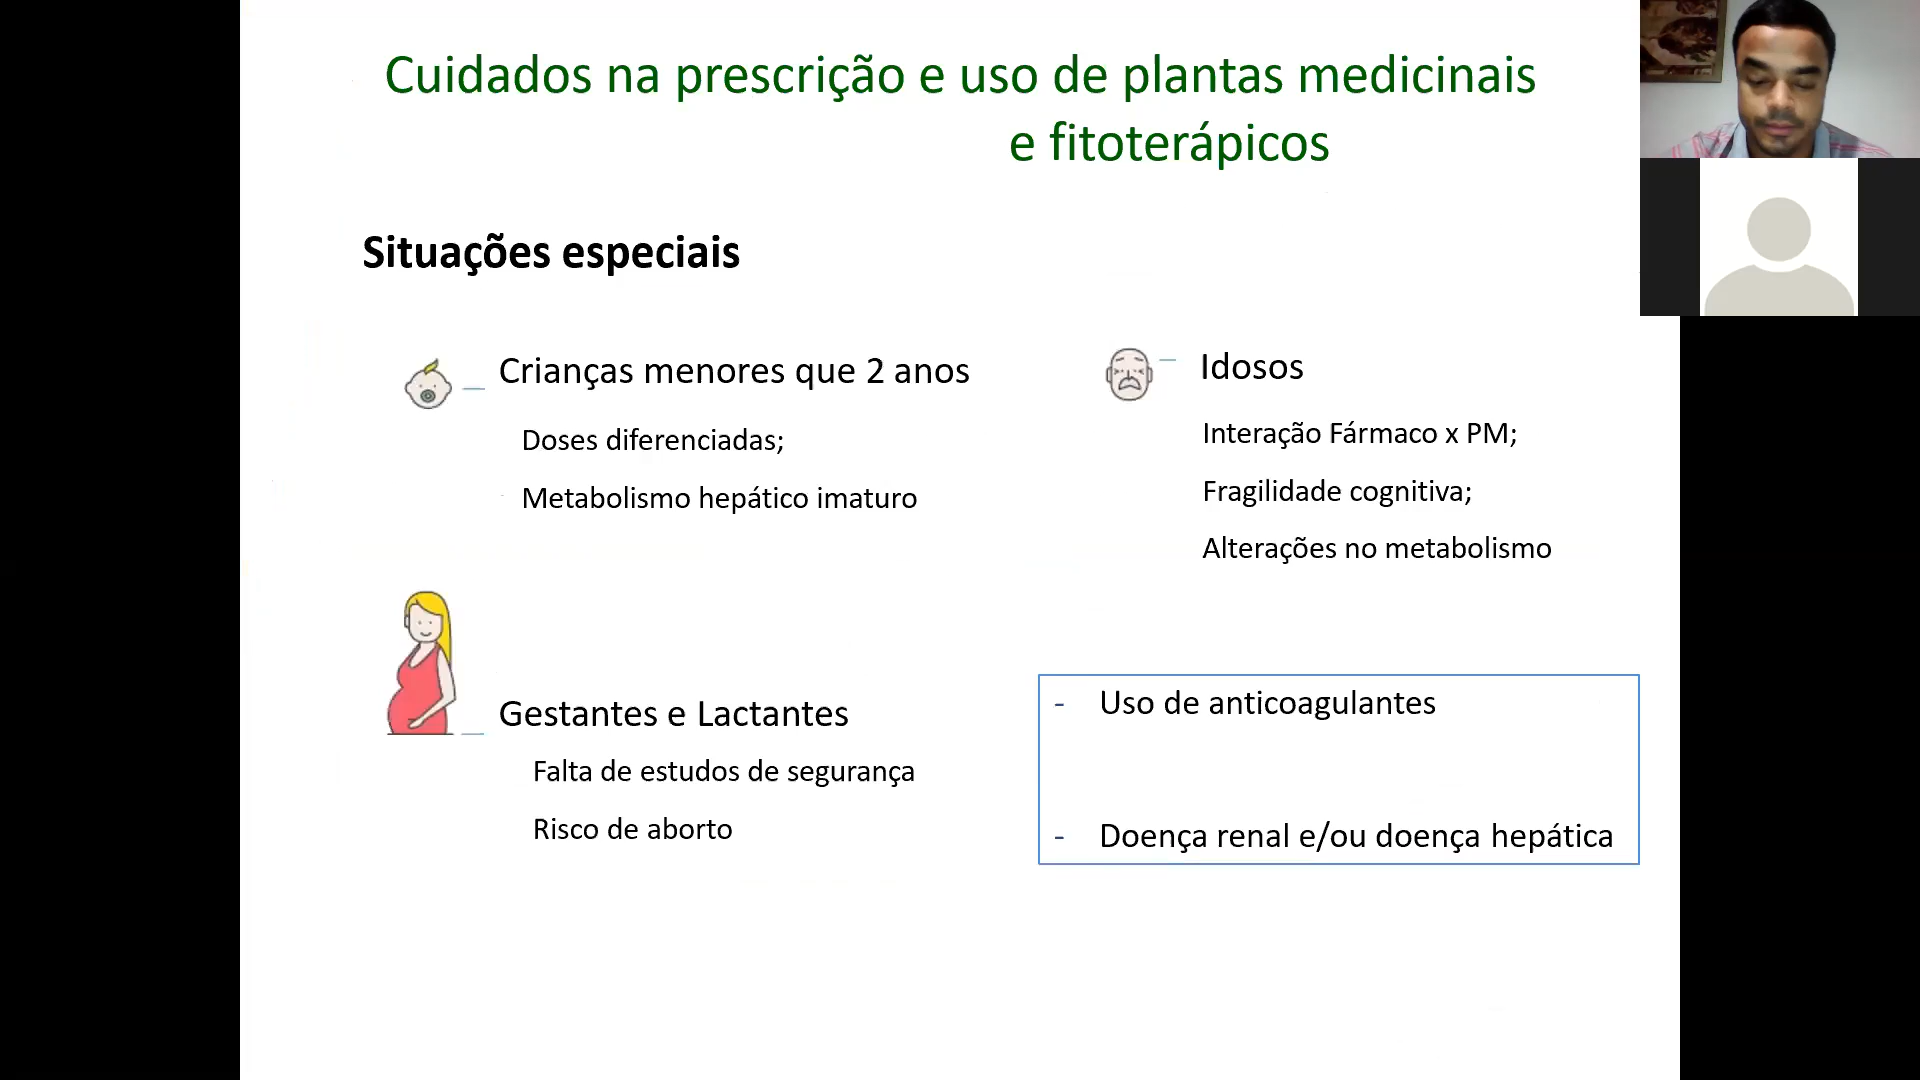 Cuidados na prescrição e uso de plantas medicinais
e fitoterápicos
Situações especiais
Crianças menores que 2 anos
Doses diferenciadas;
Metabolismo hepático imaturo
Idosos
Interação Fármaco x PM;
Fragilidade cognitiva;
Alterações no metabolismo
Gestantes e Lactantes
Falta de estudos de segurança
Risco de aborto
- Uso de anticoagulantes
- Doença renal e/ou doença hepática